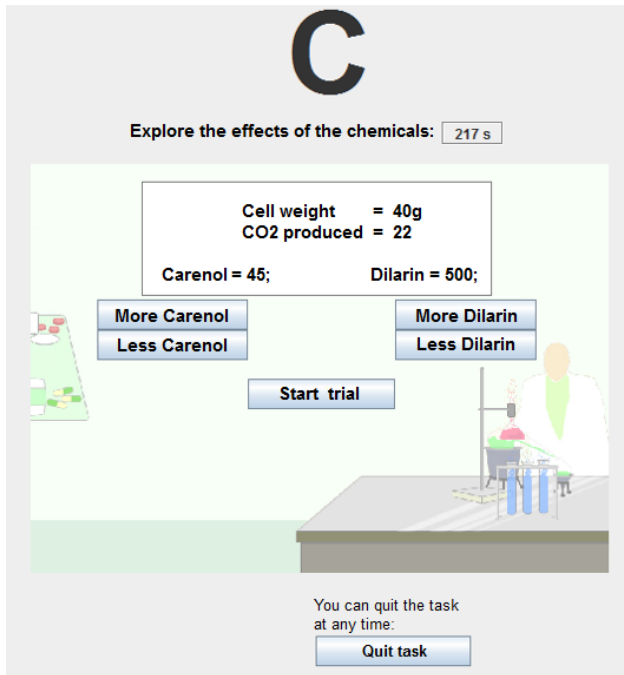 C
Explore the effects of the chemicals: 217 s
Cell weight = 40g
CO2 produced = 22
Carenol = 45; Dilarin = 500;
More Carenol More Dilarin
Less Carenol Less Dilarin
Start trial
You can quit the task
at any time:
Quit task